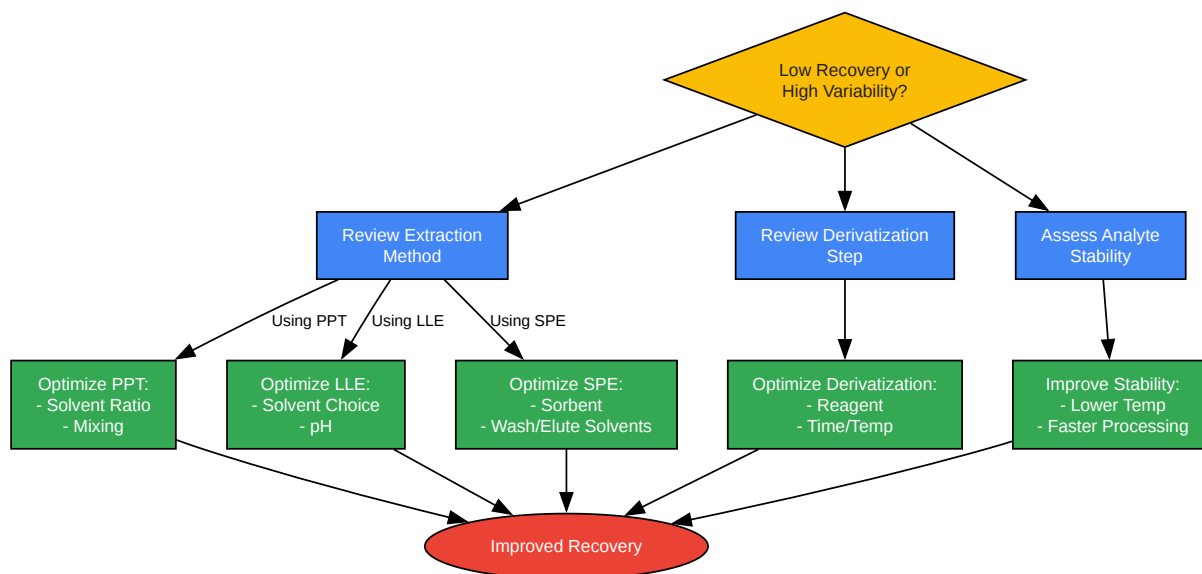 Low Recovery or
High Variability?
Review Extraction
Method
Review Derivatization
Step
Assess Analyte
Stability
Using PPT
Using LLE
Using SPE
Optimize PPT:
- Solvent Ratio
- Mixing
Optimize LLE:
- Solvent Choice
- pH
Optimize SPE:
- Sorbent
- Wash/Elute Solvents
Optimize Derivatization:
- Reagent
- Time/Temp
Improve Stability:
- Lower Temp
- Faster Processing
Improved Recovery